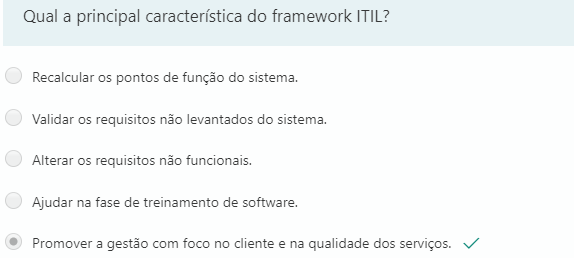 Qual a principal característica do framework ITIL?
Recalcular os pontos de função do sistema.
Validar os requisitos não levantados do sistema.
Alterar os requisitos não funcionais.
Ajudar na fase de treinamento de software.
Promover a gestão com foco no cliente e na qualidade dos serviços.